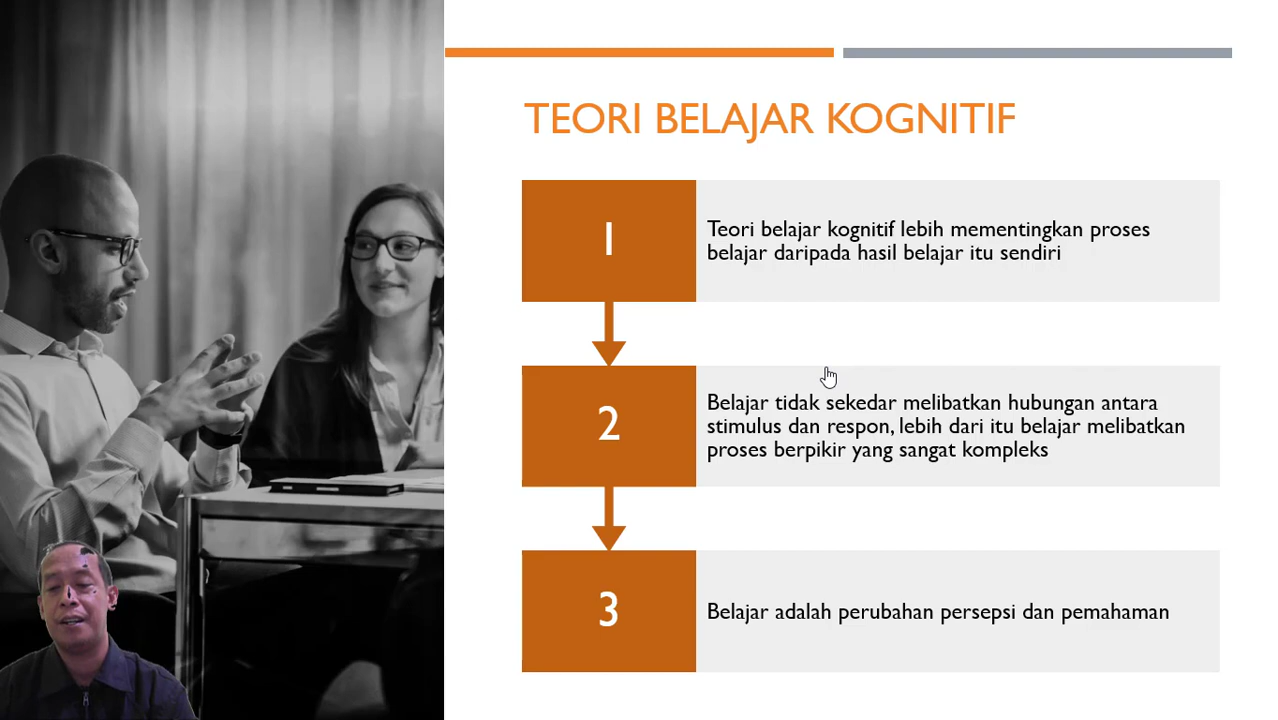 TEORI BELAJAR KOGNITIF
1
Teori belajar kognitif lebih mementingkan proses
belajar daripada hasil belajar itu sendiri
2
Belajar tidak sekedar melibatkan hubungan antara
stimulus dan respon, lebih dari itu belajar melibatkan
proses berpikir yang sangat kompleks
3
Belajar adalah perubahan persepsi dan pemahaman